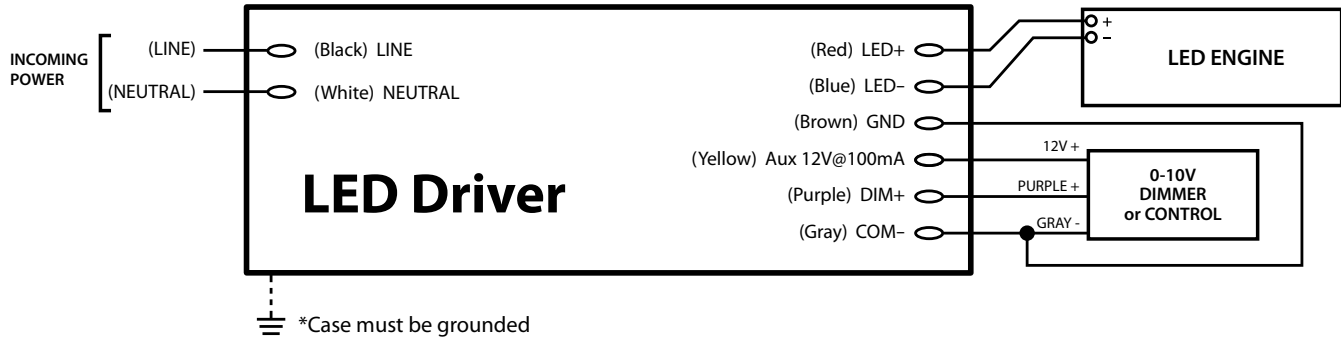 INCOMING
POWER
(LINE)
(NEUTRAL)
(Black) LINE
(White) NEUTRAL
LED Driver
*Case must be grounded
(Red) LED+
(Blue) LED–
(Brown) GND
(Yellow) Aux 12V@100mA
(Purple) DIM+
(Gray) COM–
+
–
LED ENGINE
12V +
PURPLE +
GRAY -
0-10V
DIMMER
or CONTROL